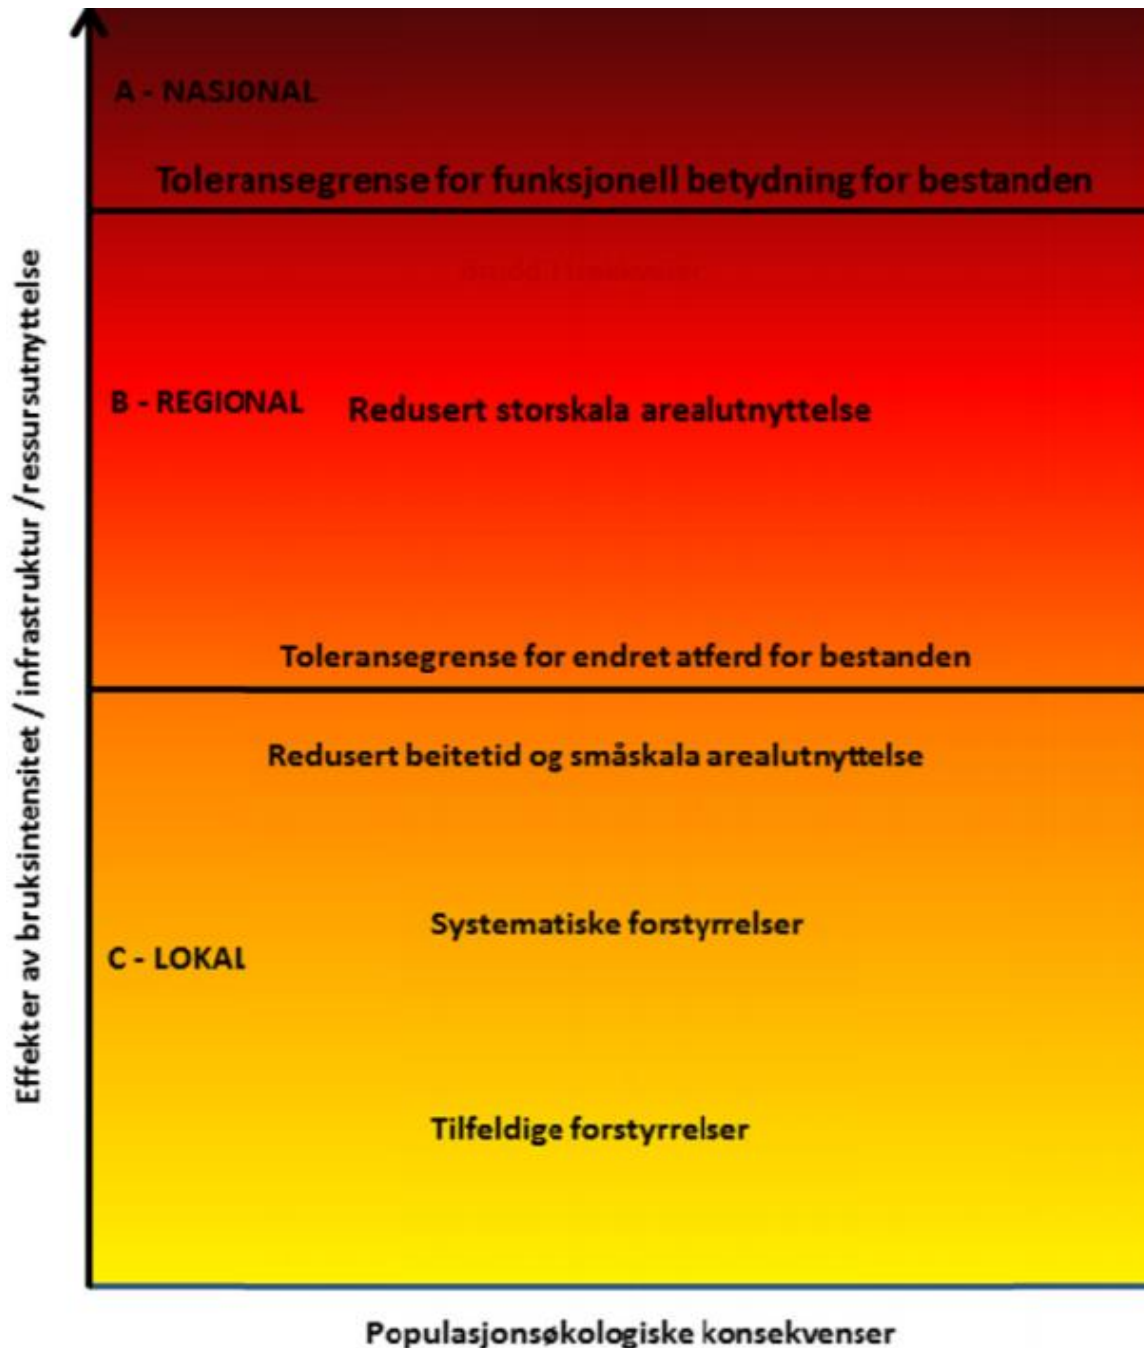 A - NASJONAL
Toleransegrense for funksjonell betydning for bestanden
B - REGIONAL
Redusert storskala arealutnyttelse
Toleransegrense for endret atferd for bestanden
Redusert beitetid og småskala arealutnyttelse
Systematiske forstyrrelser
C - LOKAL
Tilfeldige forstyrrelser
Effekter av bruksintensitet / infrastruktur /ressursutnyttelse
Populasjonsøkologiske konsekvenser